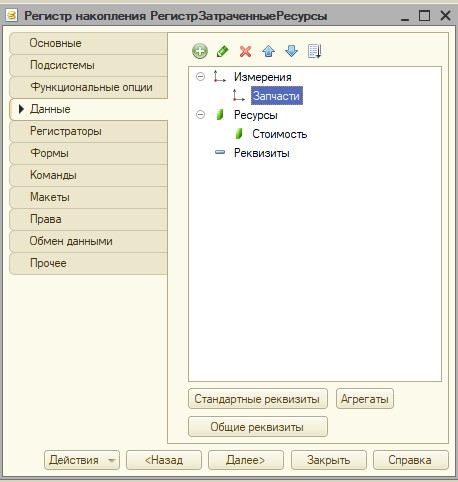 Регистр накопления РегистрЗатраченныеРесурсы
Основные
Подсистемы
Функциональные опции
Данные
Регистраторы
Формы
Команды
Макеты
Права
Обмен данными
Прочее
Измерения
Запчасти
Ресурсы
Стоимость
Реквизиты
Стандартные реквизиты
Агрегаты
Общие реквизиты
Действия
<Назад
Далее>
Закрыть
Справка